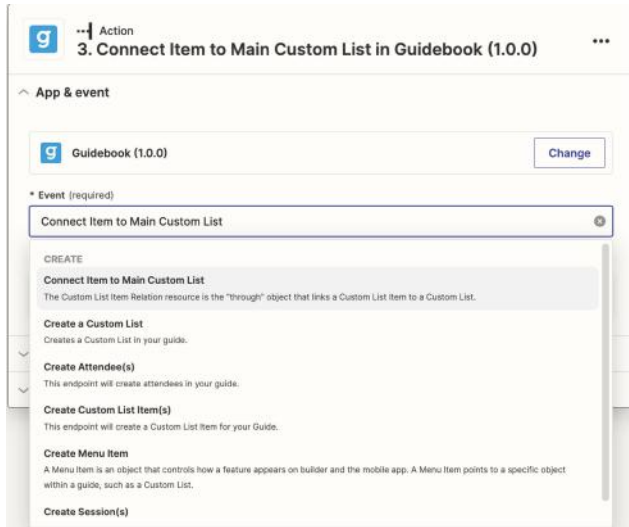 g
Action
3. Connect Item to Main Custom List in Guidebook (1.0.0)
App & event
g
Guidebook (1.0.0)
Change
* Event (required)
Connect Item to Main Custom List
CREATE
Connect Item to Main Custom List
The Custom List Item Relation resource is the "through" object that links a Custom List Item to a Custom List.
Create a Custom List
Creates a Custom List in your guide.
Create Attendee(s)
This endpoint will create attendees in your guide.
Create Custom List Item(s)
This endpoint will create a Custom List Item for your Guide.
Create Menu Item
A Menu Item is an object that controls how a feature appears on builder and the mobile app. A Menu Item points to a specific object
within a guide, such as a Custom List.
Create Session(s)